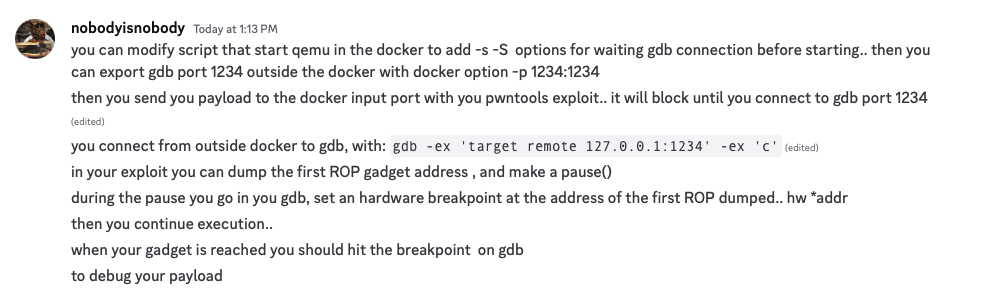 nobodyisnobody Today at 1:13 PM
you can modify script that start qemu in the docker to add -s -S options for waiting gdb connection before starting.. then you
can export gdb port 1234 outside the docker with docker option -p 1234:1234
then you send you payload to the docker input port with you pwntools exploit.. it will block until you connect to gdb port 1234
(edited)
you connect from outside docker to gdb, with: gdb -ex 'target remote 127.0.0.1:1234' -ex 'c' (edited)
in your exploit you can dump the first ROP gadget address , and make a pause()
during the pause you go in you gdb, set an hardware breakpoint at the address of the first ROP dumped.. hw *addr
then you continue execution..
when your gadget is reached you should hit the breakpoint on gdb
to debug your payload